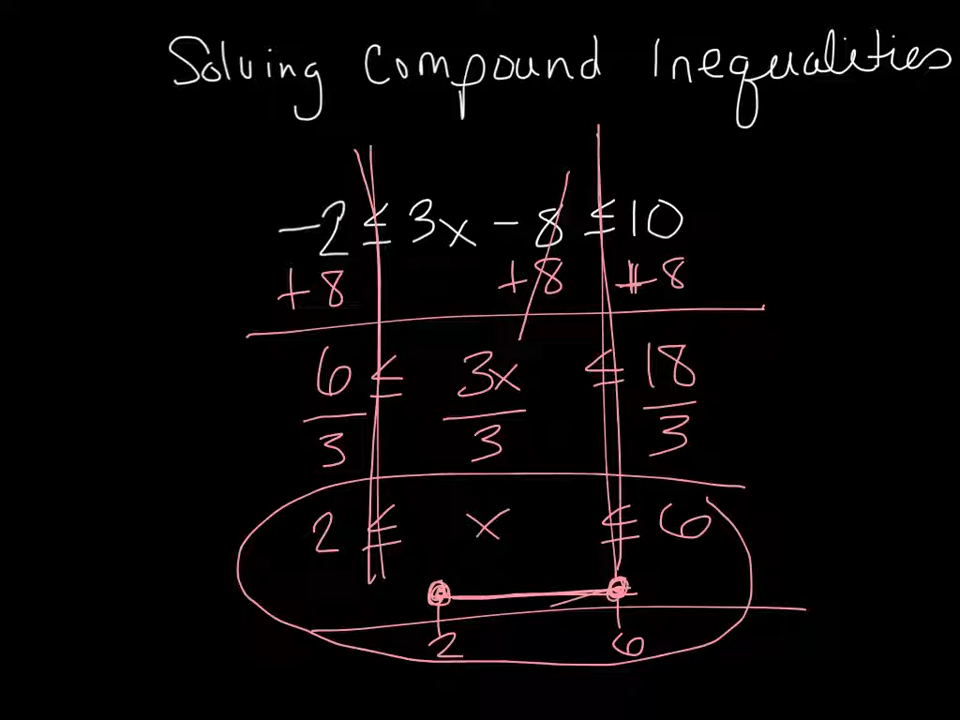 Solving Compound Inequalities
-2 ≤ 3x - 8 ≤ 10
+8 +8 +8
6 ≤ 3x ≤ 18
3 3 3
2 ≤ x ≤ 6
2 6